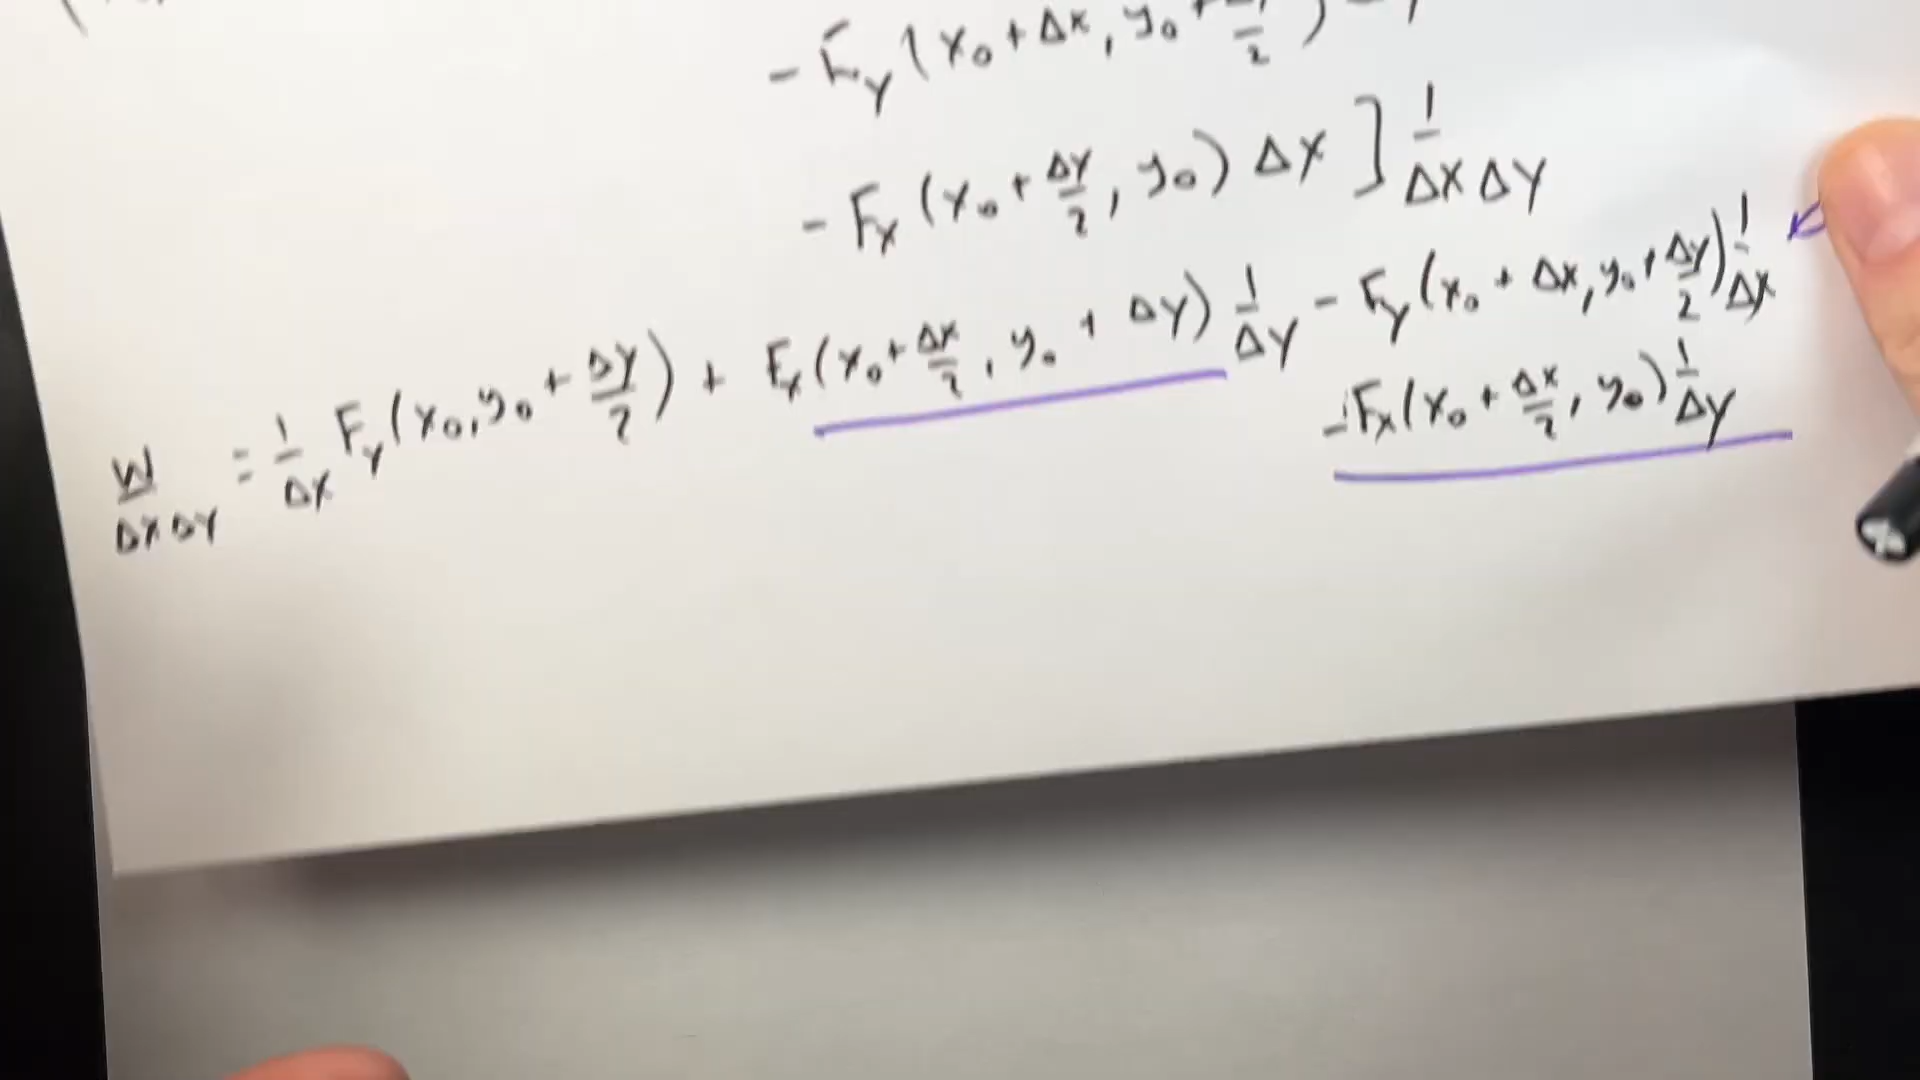 - Fy (x₀ + Δx, y₀ + /2)
- Fx (x₀ + ΔY/2, y₀) ΔX ] 1/ΔXΔY
W/ΔXΔY = 1/ΔX Fy(x₀, y₀ + ΔY/2) + Fx(x₀ + ΔX/2, y₀ + ΔY) 1/ΔY - Fy(x₀ + Δx, y₀ + ΔY/2) 1/ΔX
- Fx(x₀ + Δx/2, y₀) 1/ΔY